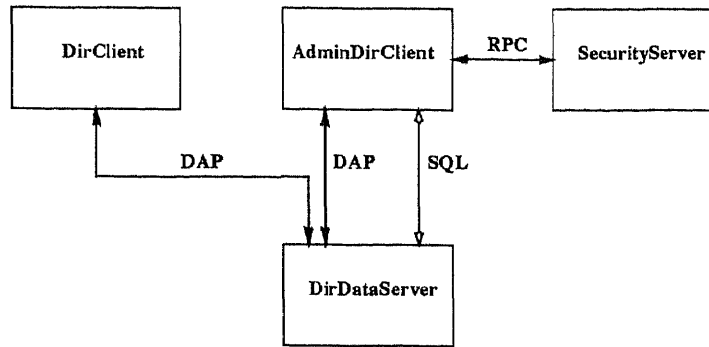 DirClient
AdminDirClient
RPC
SecurityServer
DAP
DAP
SQL
DirDataServer